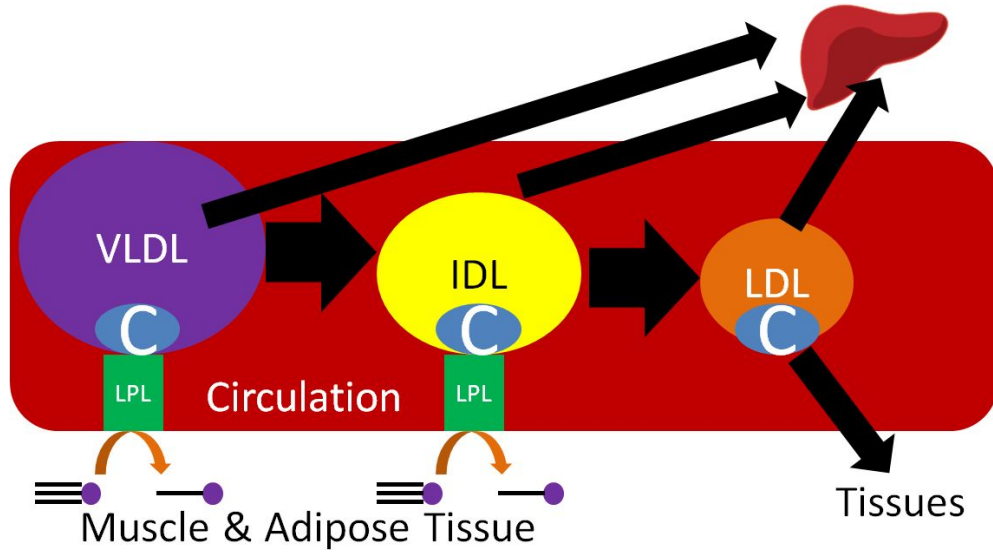 VLDL
IDL
LDL
C
C
C
LPL
Circulation
LPL
Tissues
Muscle & Adipose Tissue